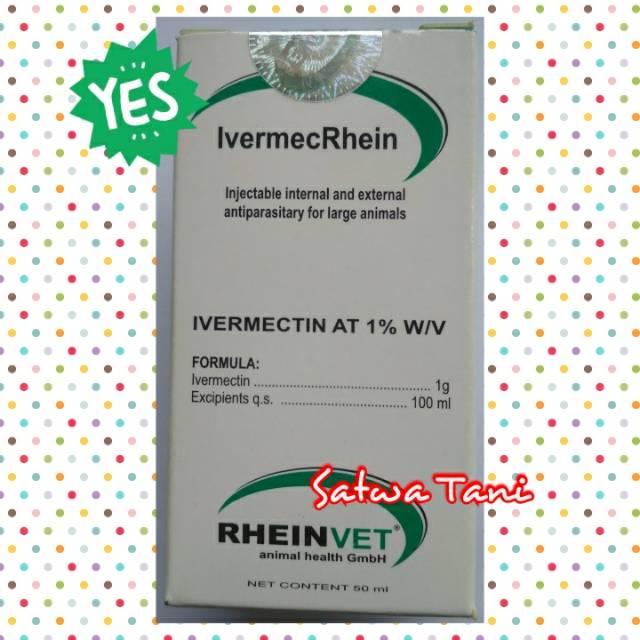 YES
IvermecRhein
Injectable internal and external
antiparasitary for large animals
IVERMECTIN AT 1% W/V
FORMULA:
Ivermectin ............................................ 1g
Excipients q.s. ................................ 100 ml
Satwa Tani
RHEINVET®
animal health GmbH
NET CONTENT 50 ml